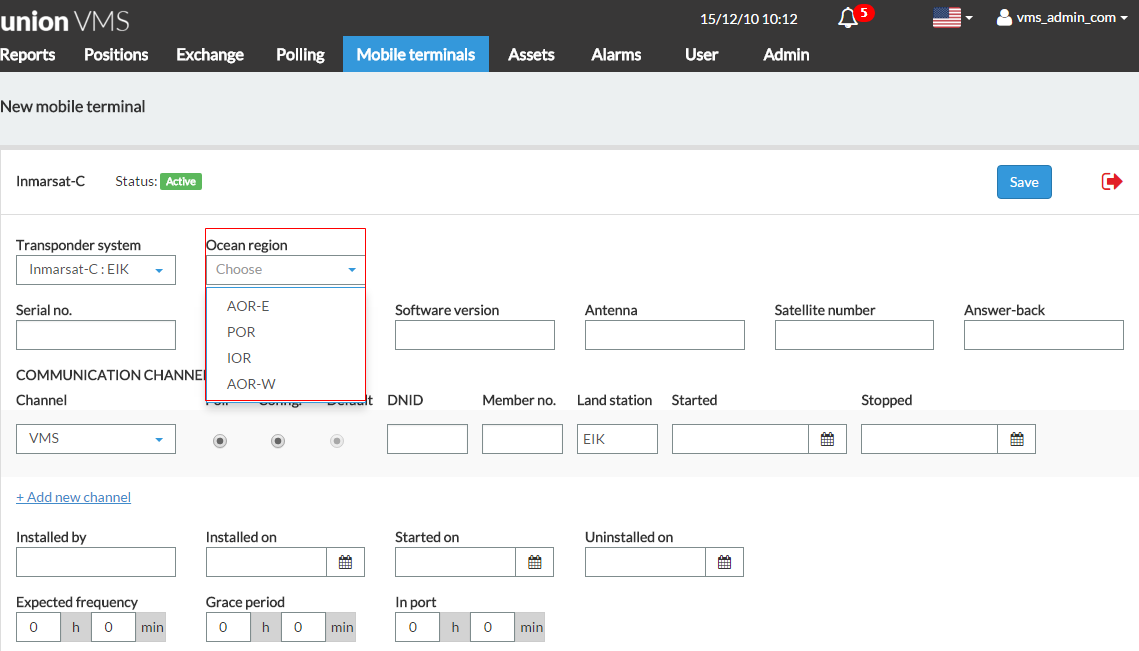 union VMS
15/12/10 10:12
5
vms_admin_com
Reports Positions Exchange Polling Mobile terminals Assets Alarms User Admin
New mobile terminal
Inmarsat-C Status: Active Save
Transponder system Ocean region
Inmarsat-C : EIK Choose
AOR-E
POR
IOR
AOR-W
Serial no. Software version Antenna Satellite number Answer-back
COMMUNICATION CHANNE
Channel Poll Config. Default DNID Member no. Land station Started Stopped
VMS EIK
+ Add new channel
Installed by Installed on Started on Uninstalled on
Expected frequency Grace period In port
0 h 0 min 0 h 0 min 0 h 0 min